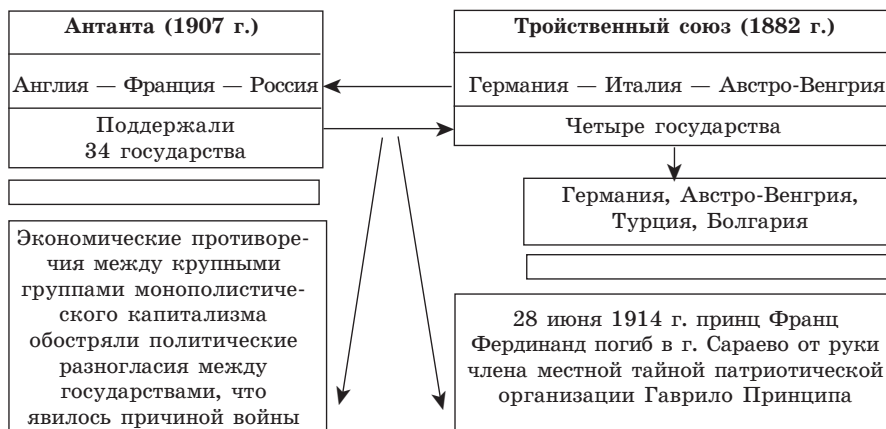 Антанта (1907 г.)
Англия — Франция — Россия
Поддержали
34 государства
Экономические противоре-
чия между крупными
группами монополистиче-
ского капитализма
обостряли политические
разногласия между
государствами, что
явилось причиной войны
Тройственный союз (1882 г.)
Германия — Италия — Австро-Венгрия
Четыре государства
Германия, Австро-Венгрия,
Турция, Болгария
28 июня 1914 г. принц Франц
Фердинанд погиб в г. Сараево от руки
члена местной тайной патриотической
организации Гаврило Принципа